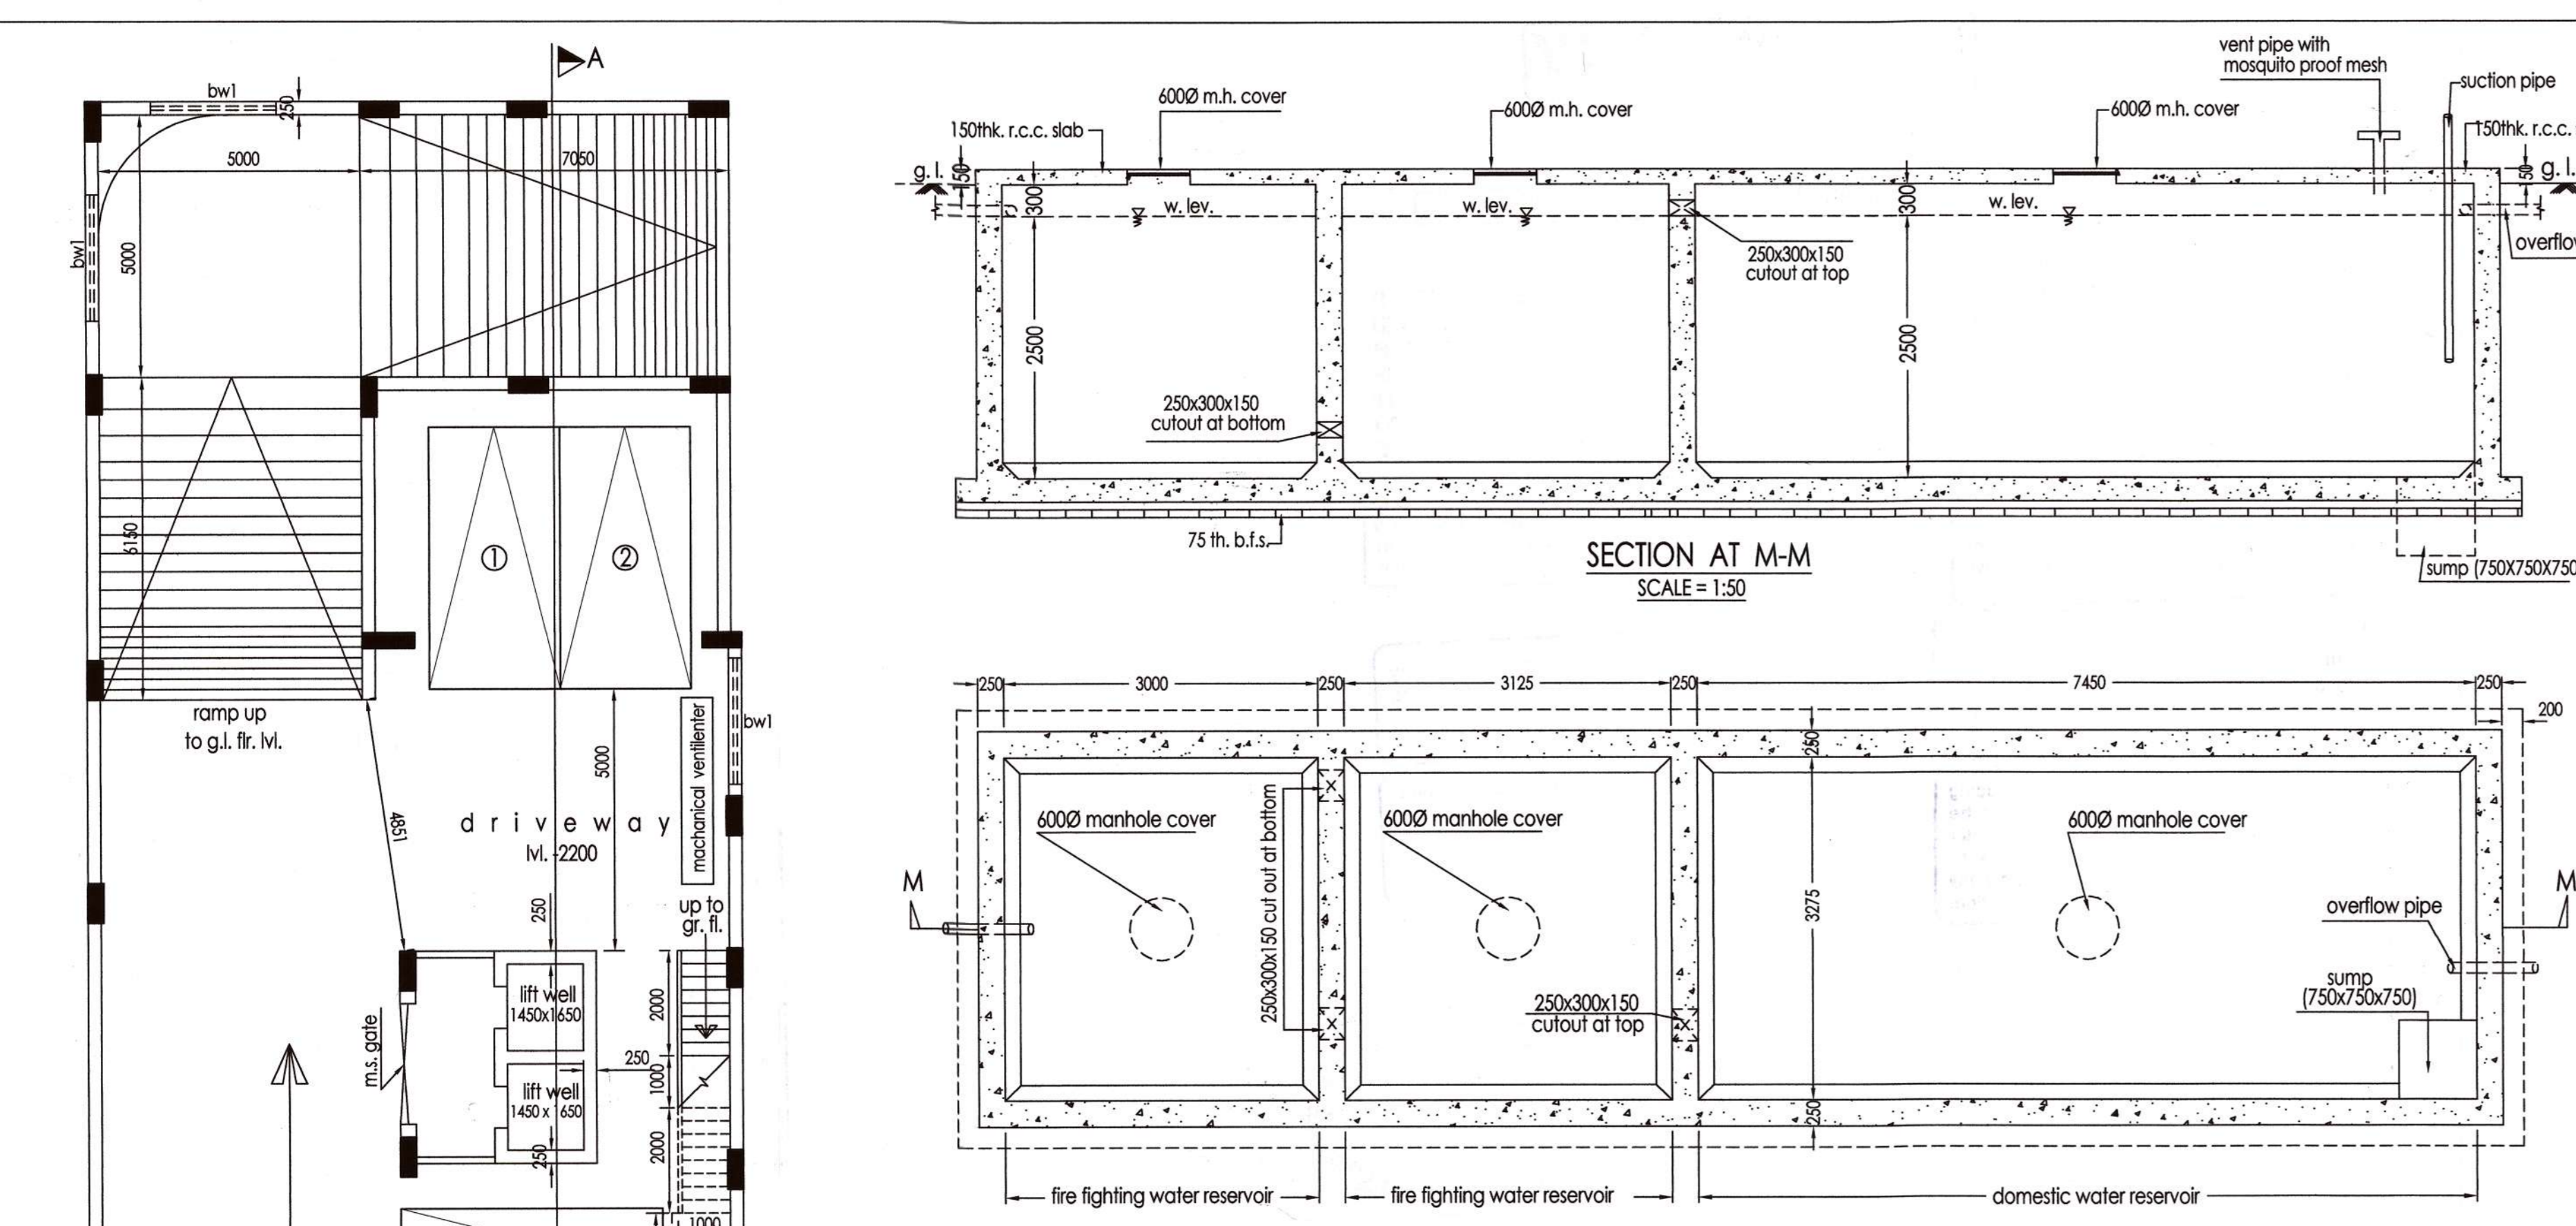 A
bw1
250
5000
7050
bw1
5000
6150
1
2
ramp up
to g.l. flr. lvl.
4851
5000
machanical ventilenter
bw1
driveway
lvl. -2200
250
up to
gr. fl.
lift well
1450x1650
2000
m.s. gate
250
1000
lift well
1450 x 1650
250
2000
1000
vent pipe with
mosquito proof mesh
suction pipe
600Ø m.h. cover
600Ø m.h. cover
600Ø m.h. cover
150thk. r.c.c. slab
150thk. r.c.c.
g. l.
150
300
300
150
g. l.
w. lev.
w. lev.
w. lev.
250x300x150
cutout at top
2500
2500
250x300x150
cutout at bottom
75 th. b.f.s.
SECTION AT M-M
SCALE = 1:50
sump (750X750X750
250
3000
250
3125
250
7450
250
200
250
600Ø manhole cover
600Ø manhole cover
600Ø manhole cover
250x300x150 cut out at bottom
M
3275
M
overflow pipe
250x300x150
cutout at top
sump
(750x750x750)
250
fire fighting water reservoir
fire fighting water reservoir
domestic water reservoir